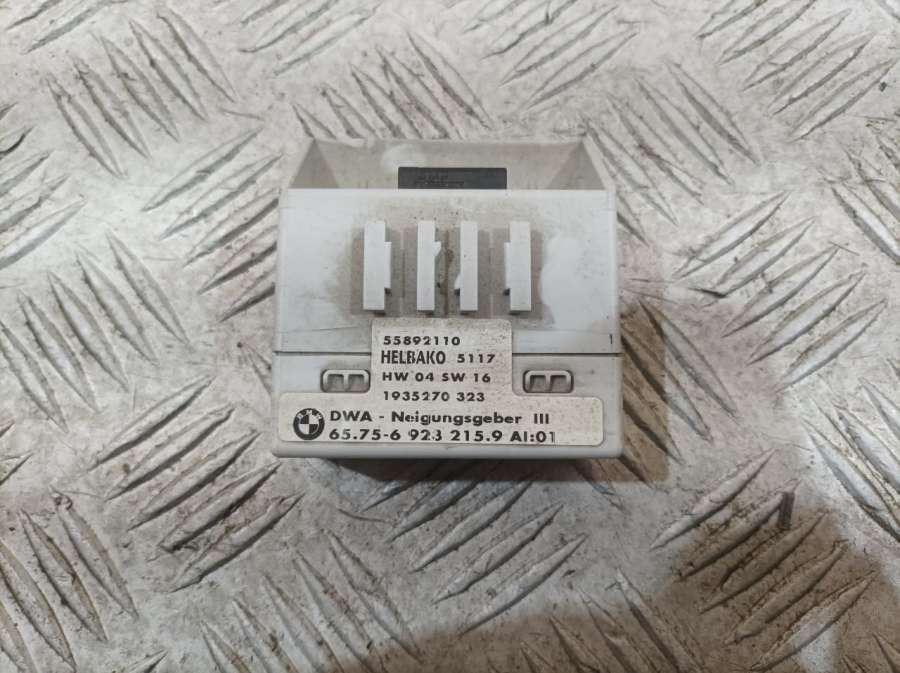 55892110
HELBAKO 5117
HW 04 SW 16
1935270 323
BMW
DWA - Neigungsgeber III
65.75-6 923 215.9 AI:01